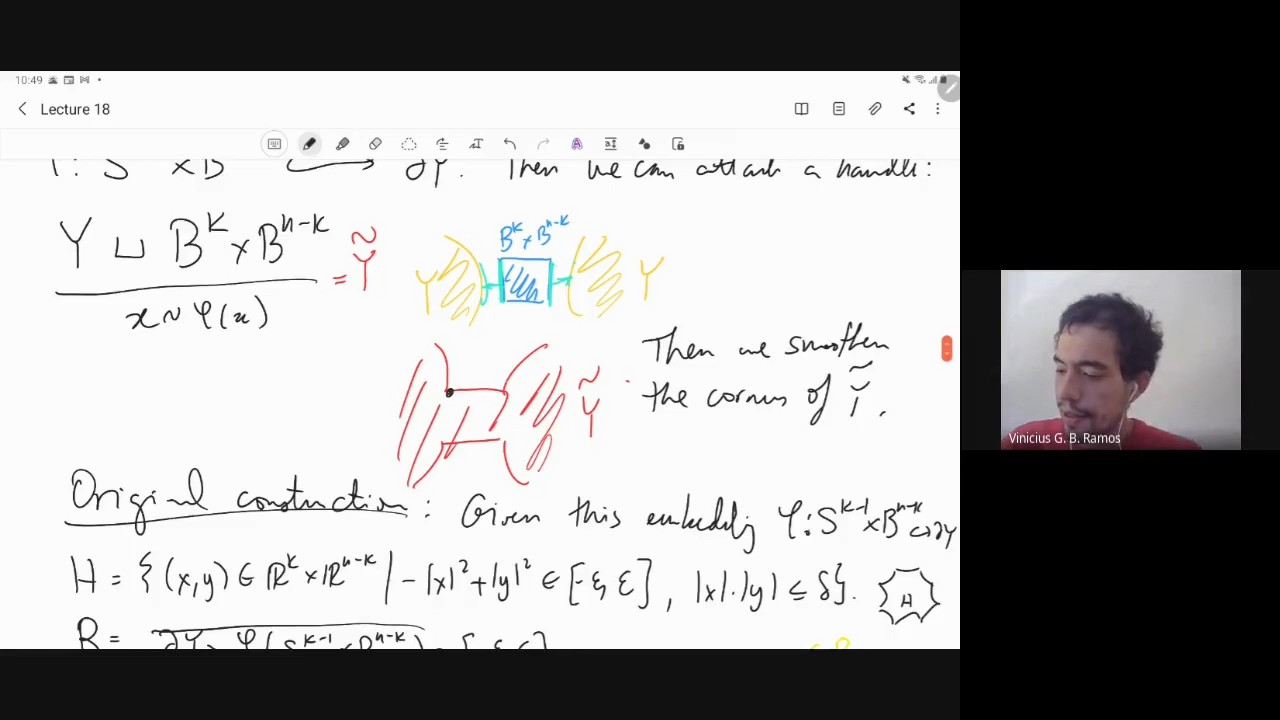 10:49
Lecture 18
φ: S × B ↪ ∂Y. Then we can attach a handle:
Y ⊔ B^k × B^{n-k}
= Ỹ
x ~ φ(x)
B^k × B^{n-k}
Y Y
Then we smoothen
the corners of Ỹ.
Ỹ
Original construction: Given this embedding φ: S^{k-1} × B^{n-k} ↪ ∂Y
H = {(x,y) ∈ ℝ^k × ℝ^{n-k} | -|x|^2 + |y|^2 ∈ [-ε, ε], |x|·|y| ≤ δ}.
H
Vinicius G. B. Ramos